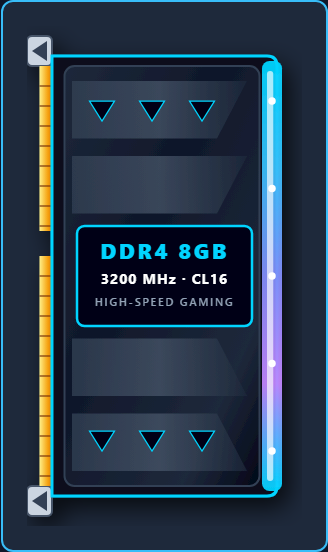 DDR4 8GB
3200 MHz · CL16
HIGH-SPEED GAMING